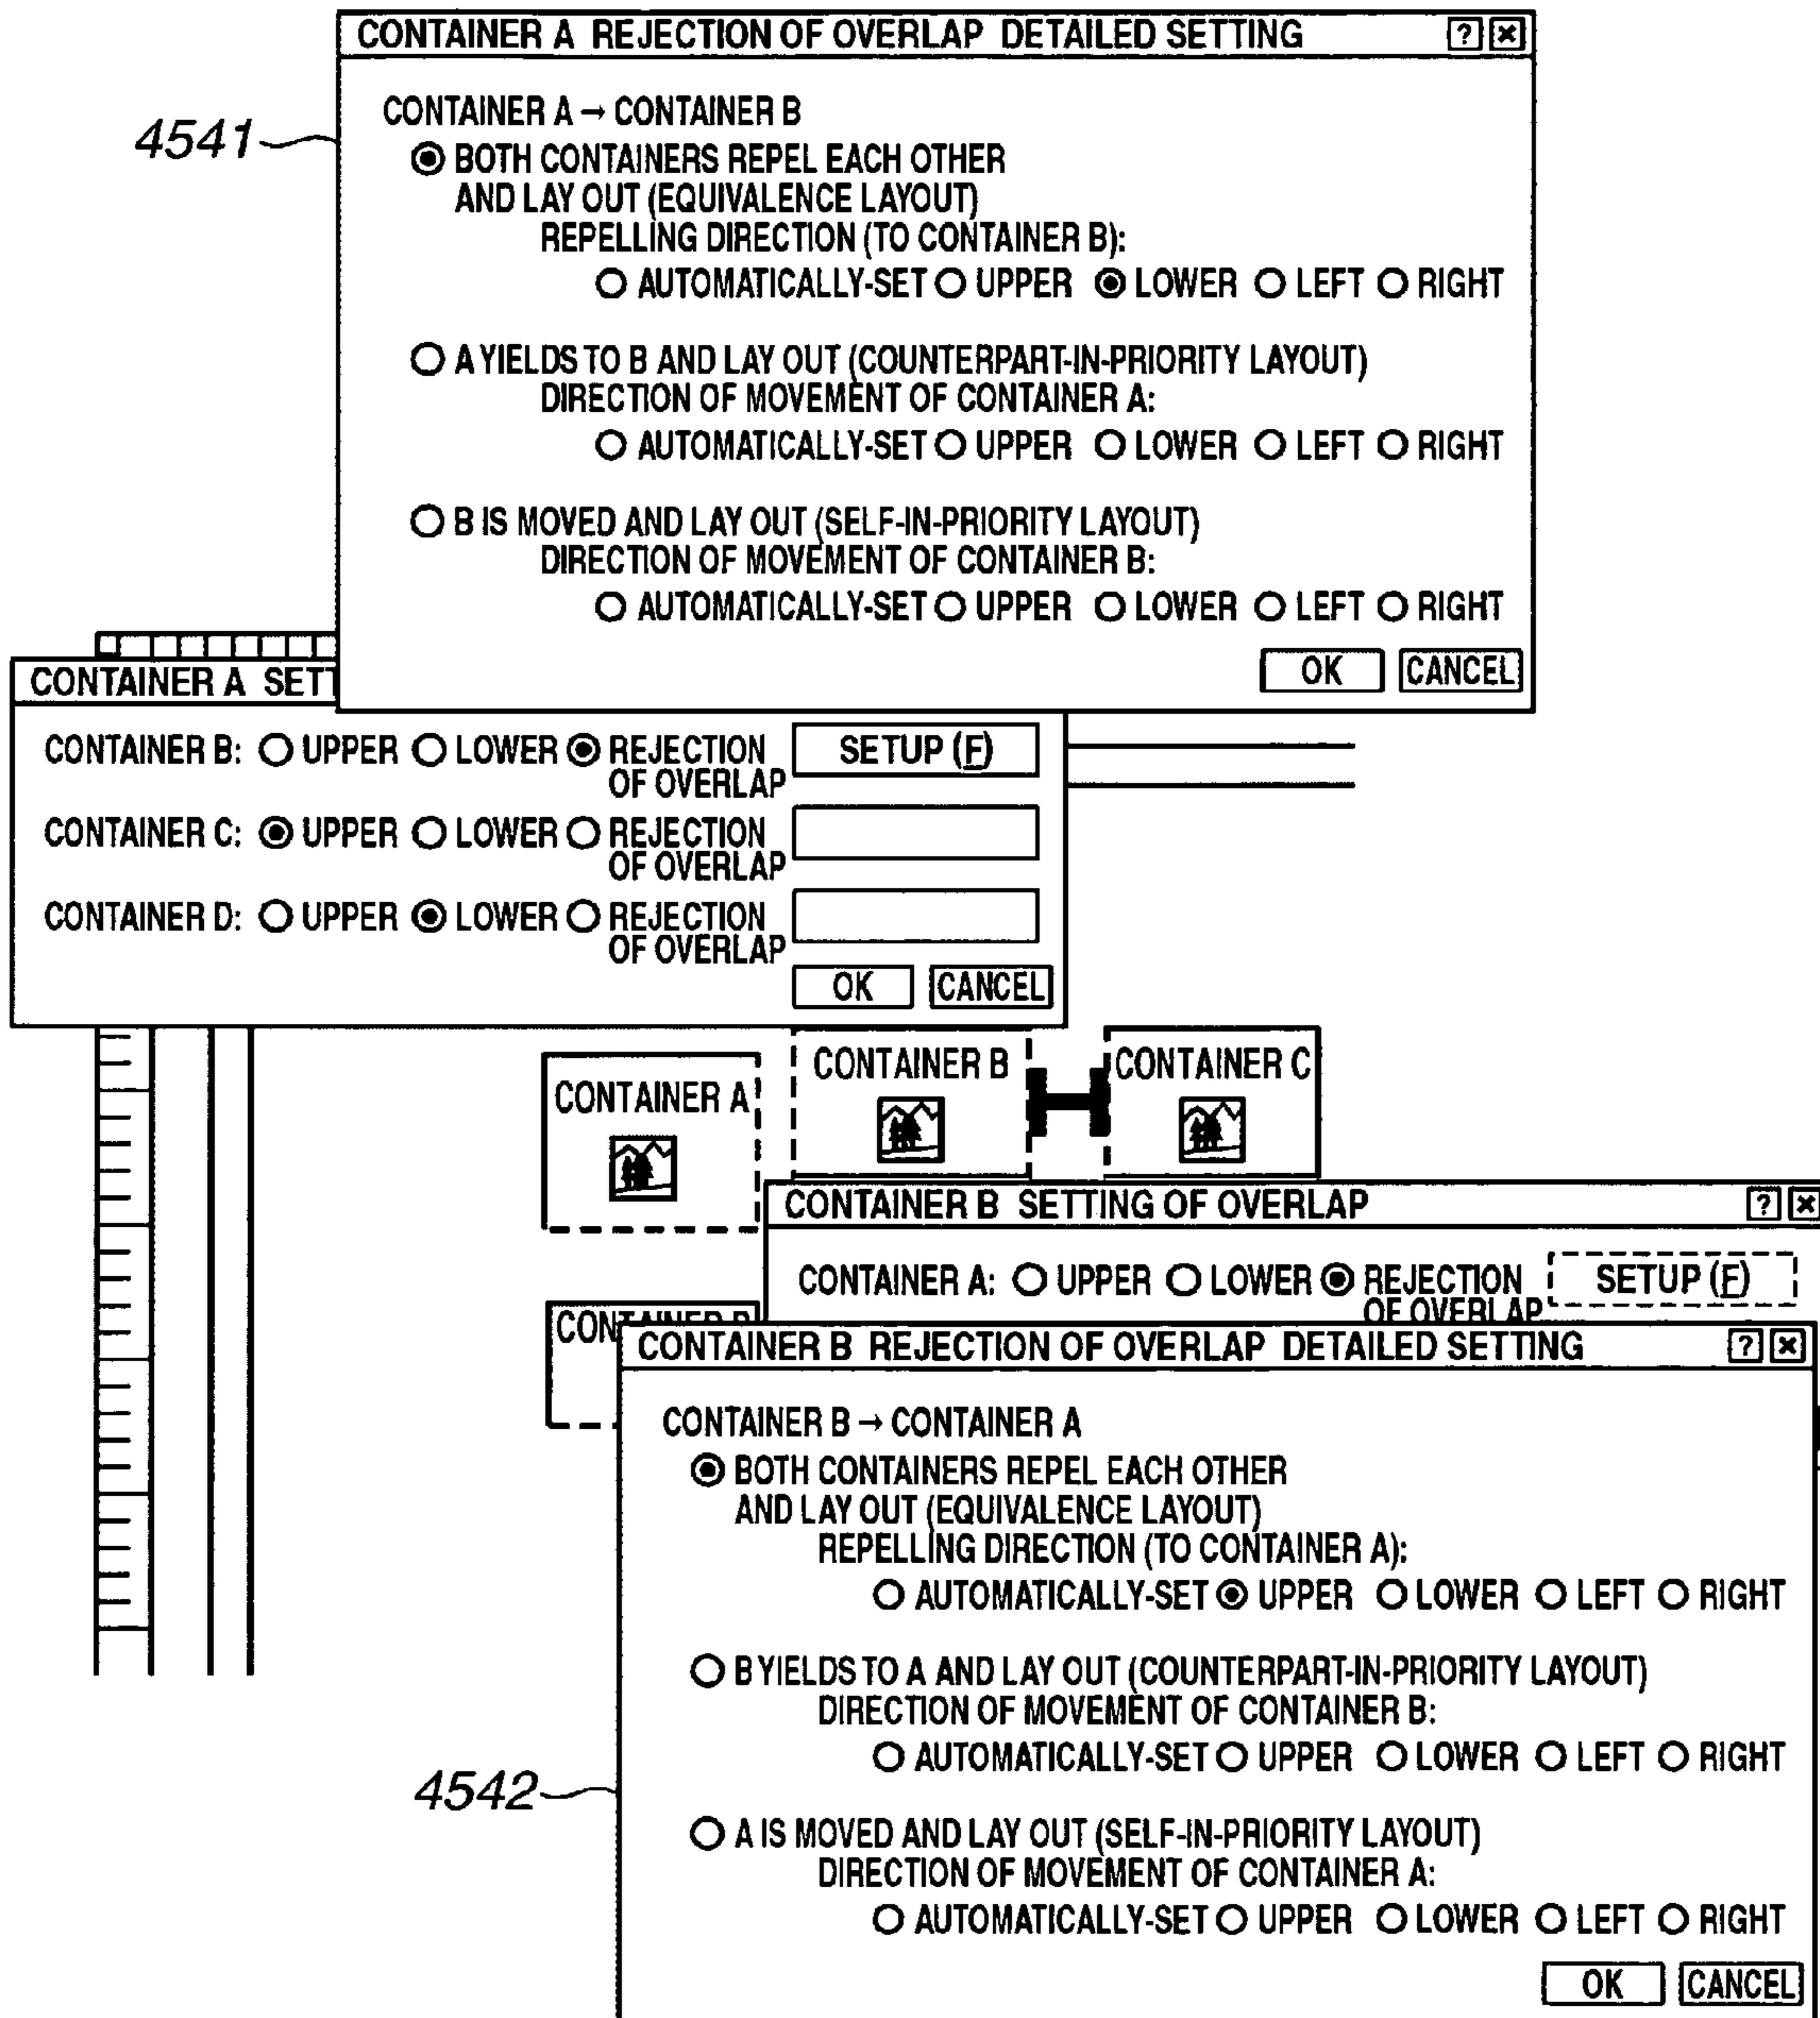 CONTAINER A REJECTION OF OVERLAP DETAILED SETTING ? ×
4541
CONTAINER A → CONTAINER B
BOTH CONTAINERS REPEL EACH OTHER
AND LAY OUT (EQUIVALENCE LAYOUT)
REPELLING DIRECTION (TO CONTAINER B):
AUTOMATICALLY-SET UPPER LOWER LEFT RIGHT
A YIELDS TO B AND LAY OUT (COUNTERPART-IN-PRIORITY LAYOUT)
DIRECTION OF MOVEMENT OF CONTAINER A:
AUTOMATICALLY-SET UPPER LOWER LEFT RIGHT
B IS MOVED AND LAY OUT (SELF-IN-PRIORITY LAYOUT)
DIRECTION OF MOVEMENT OF CONTAINER B:
AUTOMATICALLY-SET UPPER LOWER LEFT RIGHT
OK CANCEL
CONTAINER A SETT
CONTAINER B: UPPER LOWER REJECTION SETUP (F)
OF OVERLAP
CONTAINER C: UPPER LOWER REJECTION
OF OVERLAP
CONTAINER D: UPPER LOWER REJECTION
OF OVERLAP
OK CANCEL
CONTAINER A
CONTAINER B
CONTAINER C
CONTAINER B SETTING OF OVERLAP ? ×
CONTAINER A: UPPER LOWER REJECTION SETUP (F)
OF OVERLAP
CONTAINER
CONTAINER B REJECTION OF OVERLAP DETAILED SETTING ? ×
CONTAINER B → CONTAINER A
BOTH CONTAINERS REPEL EACH OTHER
AND LAY OUT (EQUIVALENCE LAYOUT)
REPELLING DIRECTION (TO CONTAINER A):
AUTOMATICALLY-SET UPPER LOWER LEFT RIGHT
B YIELDS TO A AND LAY OUT (COUNTERPART-IN-PRIORITY LAYOUT)
DIRECTION OF MOVEMENT OF CONTAINER B:
AUTOMATICALLY-SET UPPER LOWER LEFT RIGHT
4542
A IS MOVED AND LAY OUT (SELF-IN-PRIORITY LAYOUT)
DIRECTION OF MOVEMENT OF CONTAINER A:
AUTOMATICALLY-SET UPPER LOWER LEFT RIGHT
OK CANCEL